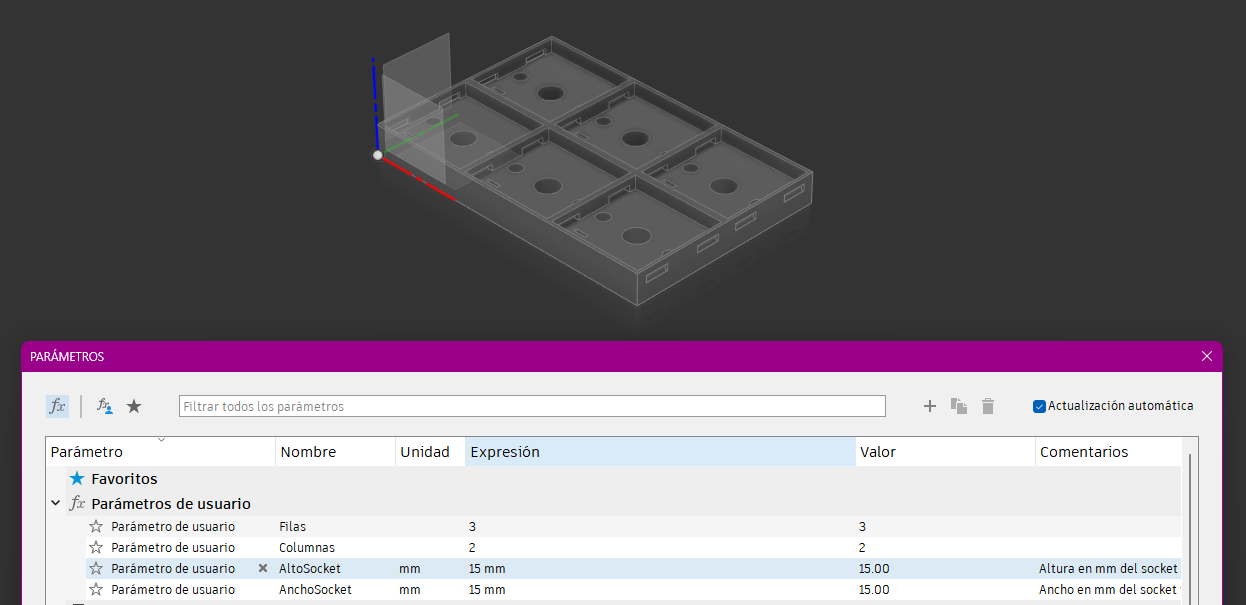 PARÁMETROS
fx fx Filtrar todos los parámetros Actualización automática
Parámetro Nombre Unidad Expresión Valor Comentarios
Favoritos
fx Parámetros de usuario
Parámetro de usuario Filas 3 3
Parámetro de usuario Columnas 2 2
Parámetro de usuario AltoSocket mm 15 mm 15.00 Altura en mm del socket
Parámetro de usuario AnchoSocket mm 15 mm 15.00 Ancho en mm del socket